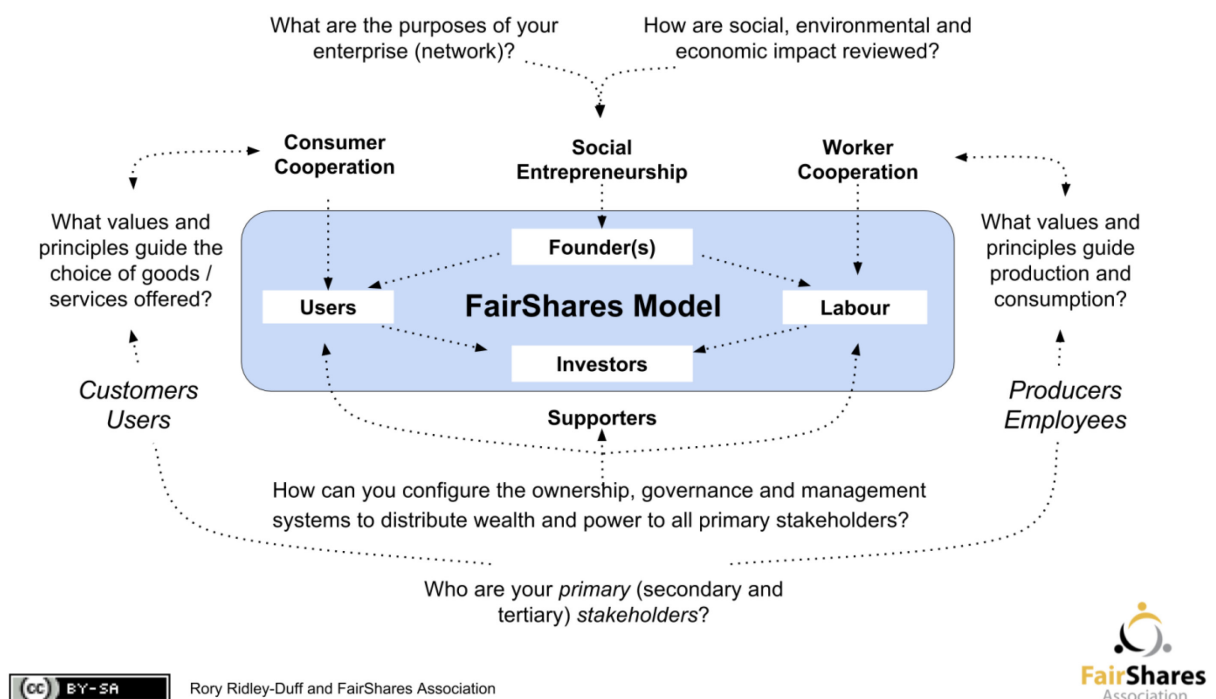 What are the purposes of your
enterprise (network)?
How are social, environmental and
economic impact reviewed?
Consumer
Cooperation
Social
Entrepreneurship
Worker
Cooperation
What values and
principles guide the
choice of goods /
services offered?
What values and
principles guide
production and
consumption?
Founder(s)
Users
FairShares Model
Labour
Investors
Customers
Users
Producers
Employees
Supporters
How can you configure the ownership, governance and management
systems to distribute wealth and power to all primary stakeholders?
Who are your primary (secondary and
tertiary) stakeholders?
cc BY-SA
Rory Ridley-Duff and FairShares Association
FairShares
Association